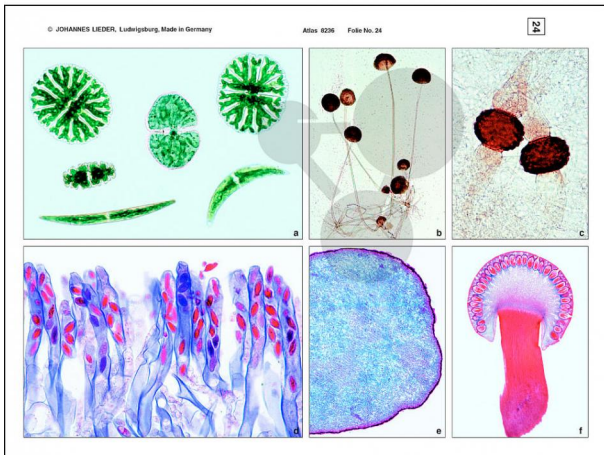 © JOHANNES LIEDER, Ludwigsburg, Made in Germany Atlas 8236 Folie No. 24
24
a
b
c
d
e
f